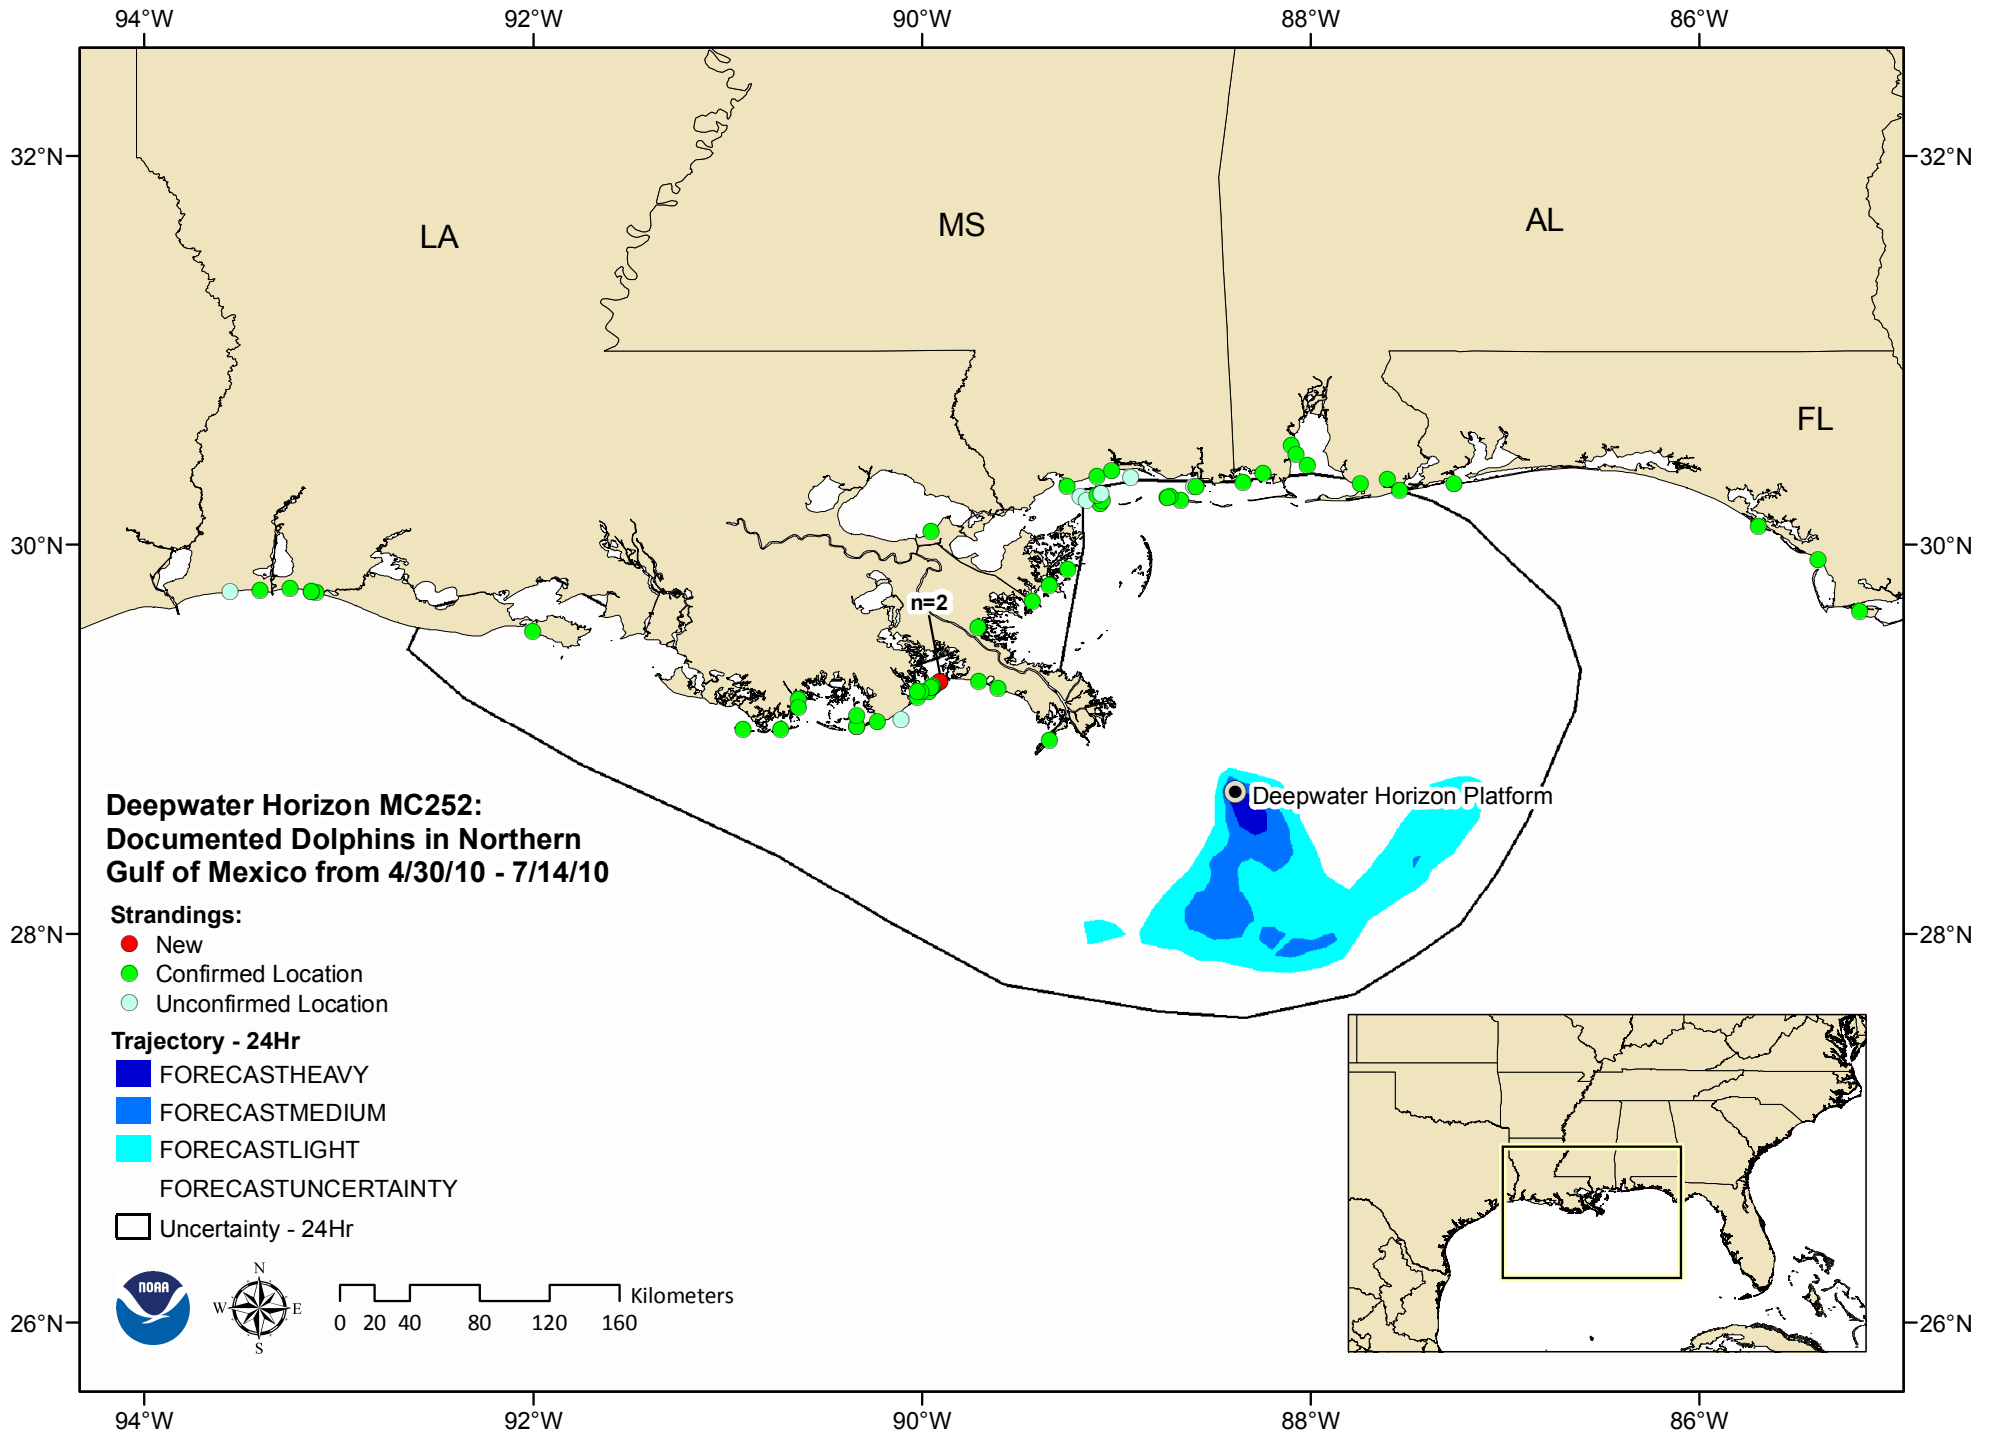 94°W 92°W 90°W 88°W 86°W
32°N 32°N
LA MS AL
FL
30°N 30°N
n=2
Deepwater Horizon Platform
Deepwater Horizon MC252:
Documented Dolphins in Northern
Gulf of Mexico from 4/30/10 - 7/14/10
Strandings:
New
28°N 28°N
Confirmed Location
Unconfirmed Location
Trajectory - 24Hr
FORECASTHEAVY
FORECASTMEDIUM
FORECASTLIGHT
FORECASTUNCERTAINTY
Uncertainty - 24Hr
NOAA
N
W E
S
Kilometers
0 20 40 80 120 160
26°N 26°N
94°W 92°W 90°W 88°W 86°W